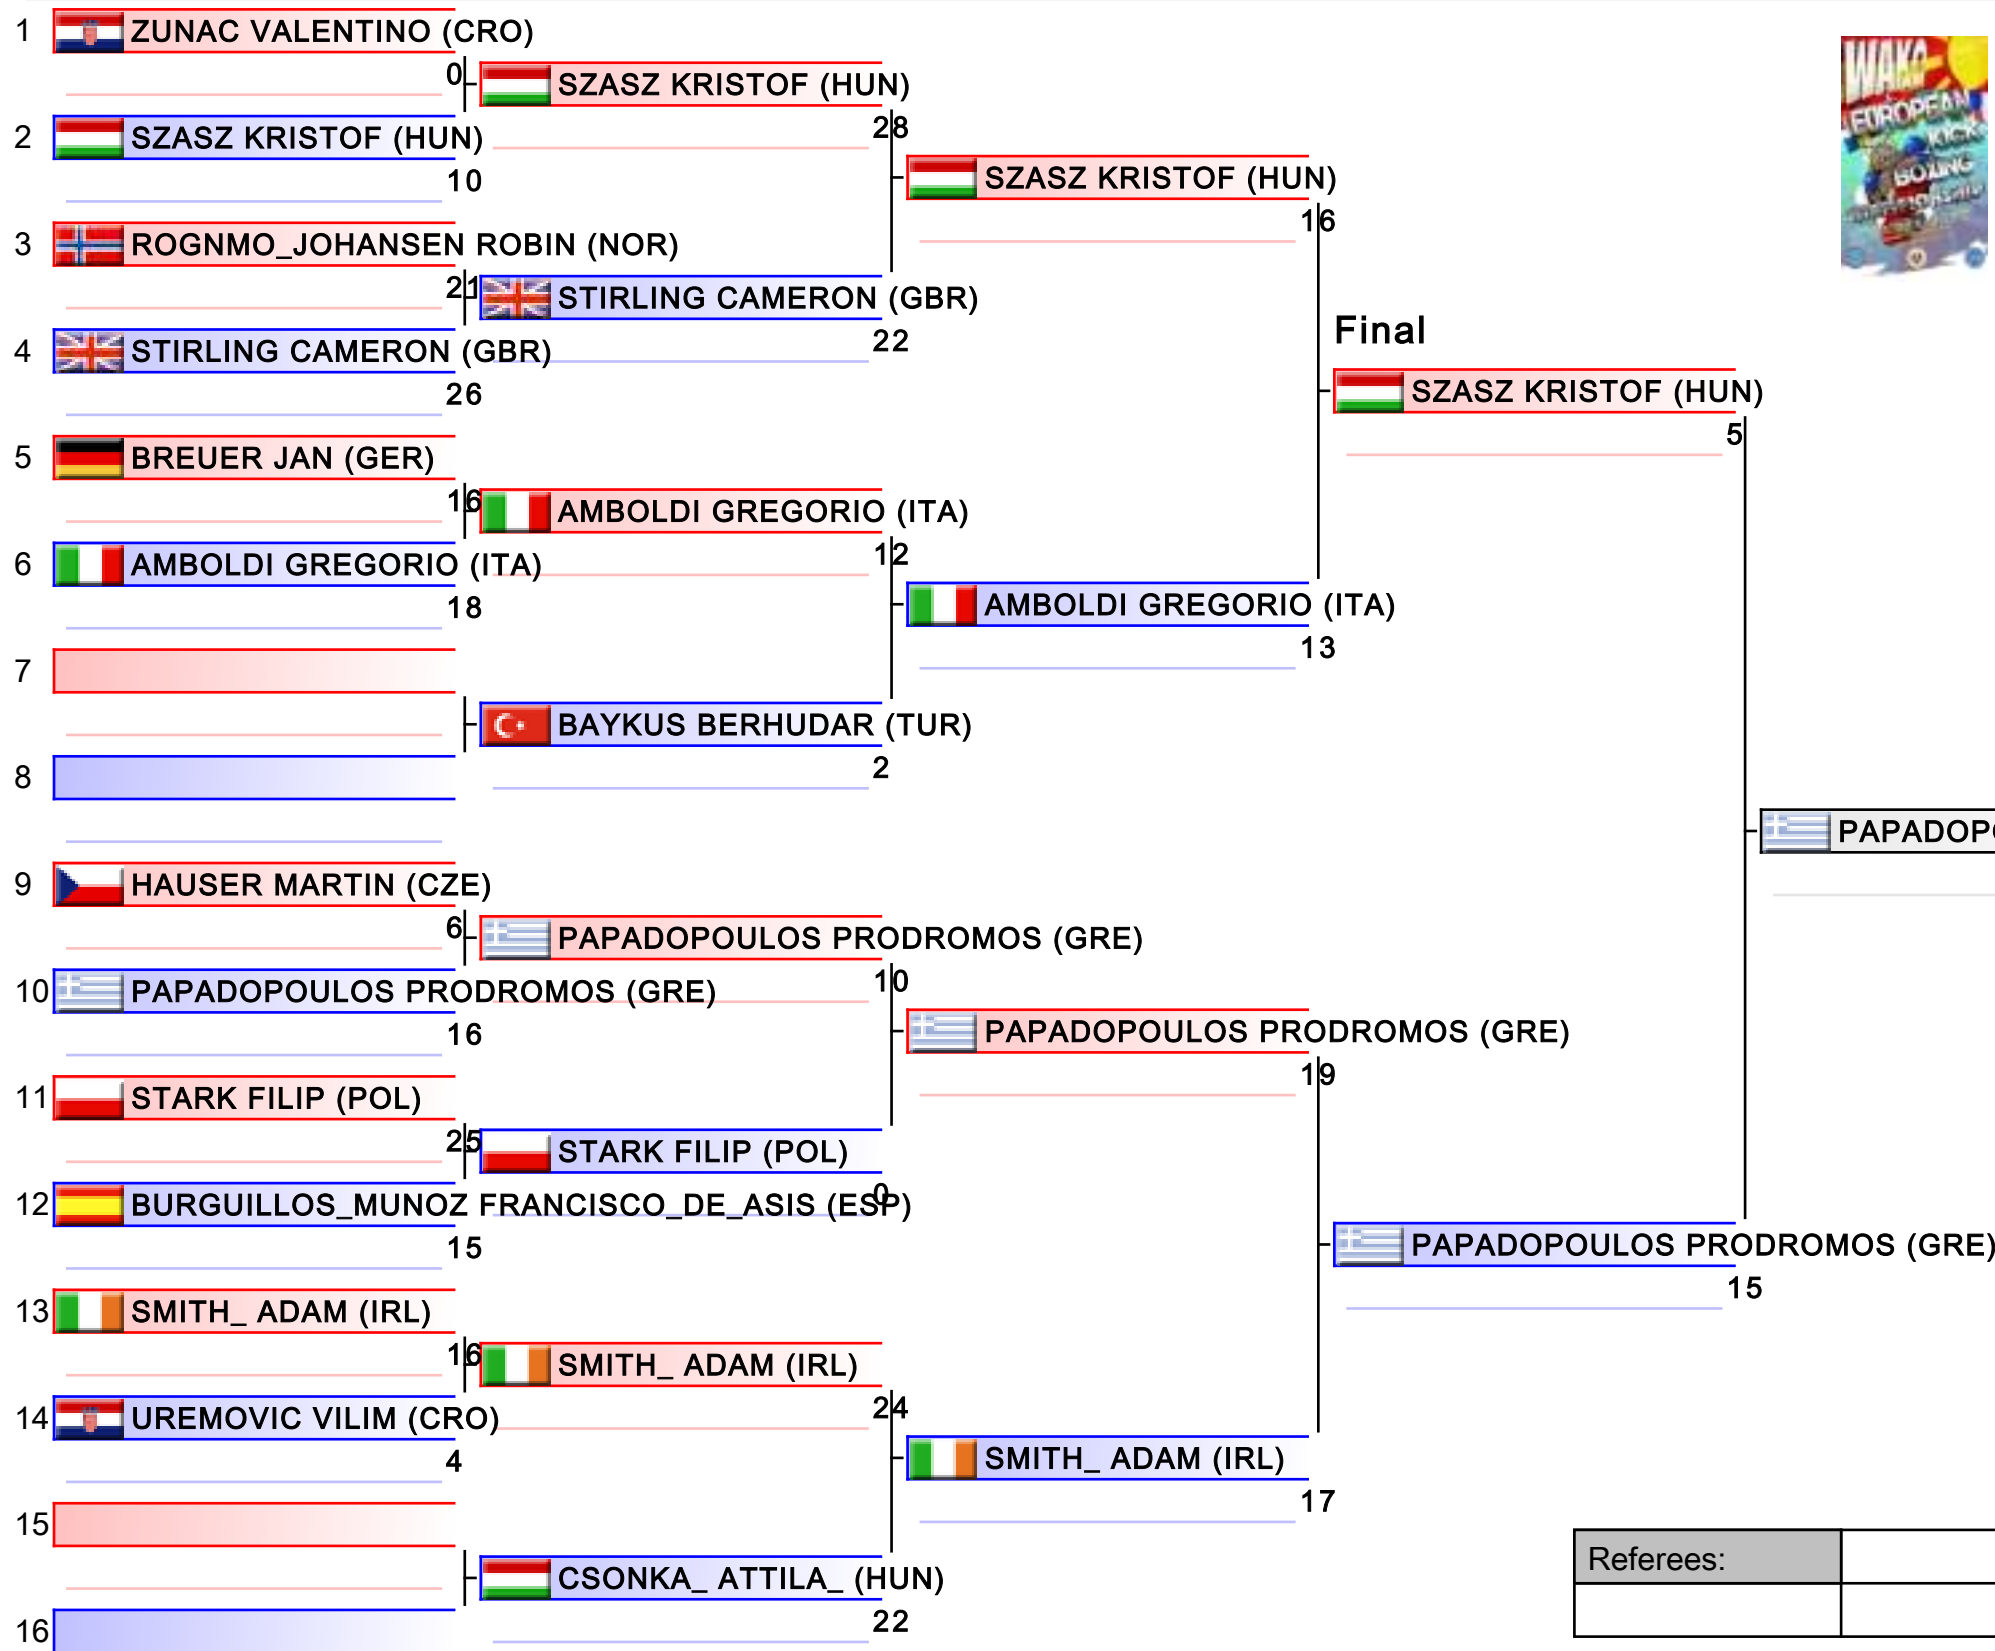 1 ZUNAC VALENTINO (CRO)
0
SZASZ KRISTOF (HUN)
28
2 SZASZ KRISTOF (HUN)
10
SZASZ KRISTOF (HUN)
16
3 ROGNMO_JOHANSEN ROBIN (NOR)
21
STIRLING CAMERON (GBR)
22
4 STIRLING CAMERON (GBR)
26
Final
SZASZ KRISTOF (HUN)
5
5 BREUER JAN (GER)
16
AMBOLDI GREGORIO (ITA)
12
6 AMBOLDI GREGORIO (ITA)
18
AMBOLDI GREGORIO (ITA)
13
7
BAYKUS BERHUDAR (TUR)
2
8
PAPADOPO
9 HAUSER MARTIN (CZE)
6
PAPADOPOULOS PRODROMOS (GRE)
10
10 PAPADOPOULOS PRODROMOS (GRE)
16
PAPADOPOULOS PRODROMOS (GRE)
19
11 STARK FILIP (POL)
25
STARK FILIP (POL)
0
12 BURGUILLOS_MUNOZ FRANCISCO_DE_ASIS (ESP)
15
PAPADOPOULOS PRODROMOS (GRE)
15
13 SMITH_ ADAM (IRL)
16
SMITH_ ADAM (IRL)
24
14 UREMOVIC VILIM (CRO)
4
SMITH_ ADAM (IRL)
17
15
CSONKA_ ATTILA_ (HUN)
22
16
Referees:
WAKO
EUROPEAN
KICK
BOXING